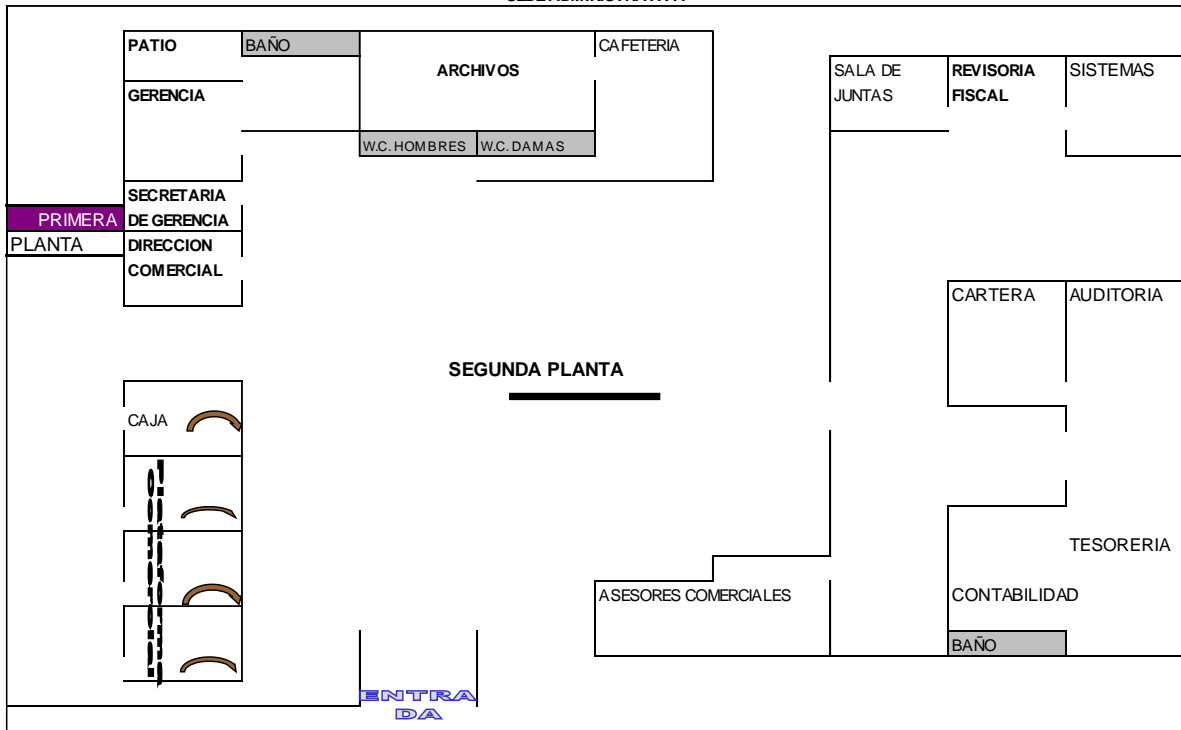 PATIO
BAÑO
ARCHIVOS
CAFETERIA
SALA DE
JUNTAS
REVISORIA
FISCAL
SISTEMAS
GERENCIA
W.C. HOMBRES
W.C. DAMAS
SECRETARIA
DE GERENCIA
PRIMERA
PLANTA
DIRECCION
COMERCIAL
CARTERA
AUDITORIA
SEGUNDA PLANTA
CAJA
TESORERIA
ASESORES COMERCIALES
CONTABILIDAD
BAÑO
ENTRA
DA